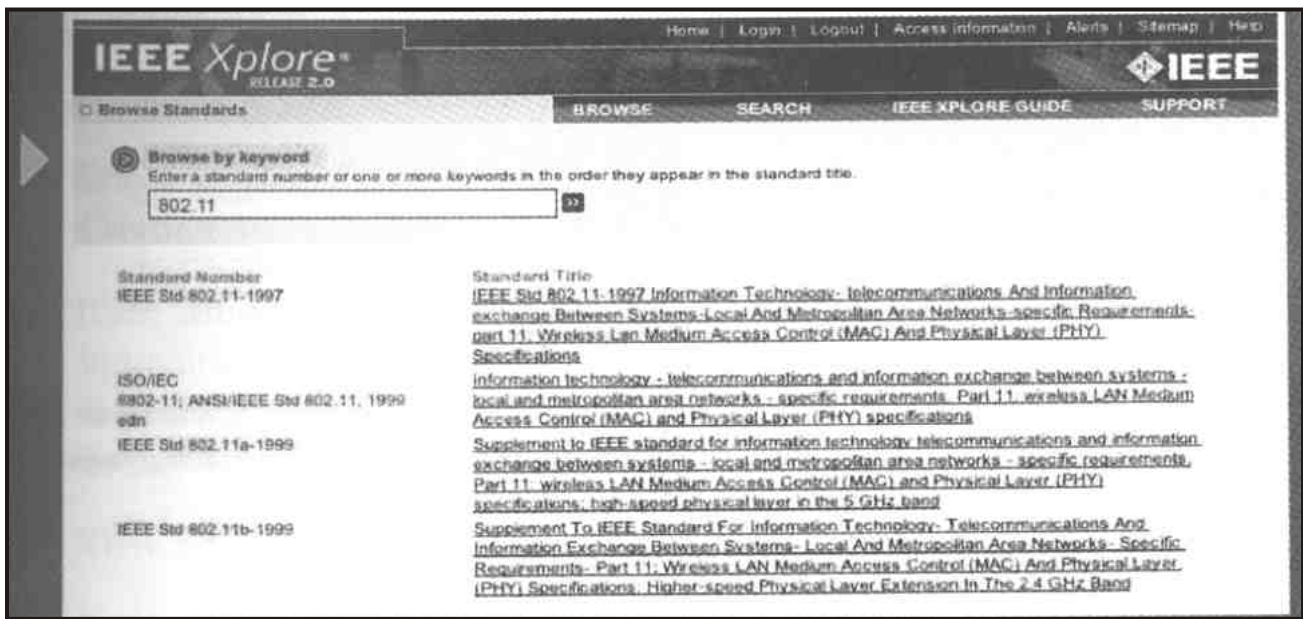 Home | Login | Logout | Access information | Alerts | Sitemap | Help
IEEE Xplore®
RELEASE 2.0
IEEE
Browse Standards
BROWSE SEARCH IEEE XPLORE GUIDE SUPPORT
Browse by keyword
Enter a standard number or one or more keywords in the order they appear in the standard title.
802.11 >>
Standard Number Standard Title
IEEE Std 802.11-1997 IEEE Std 802.11-1997 Information Technology- telecommunications And Information
exchange Between Systems-Local And Metropolitan Area Networks-specific Requirements-
part 11: Wireless Lan Medium Access Control (MAC) And Physical Layer (PHY)
Specifications
ISO/IEC Information technology - telecommunications and information exchange between systems -
8802-11; ANSI/IEEE Std 802.11, 1999 local and metropolitan area networks - specific requirements. Part 11: wireless LAN Medium
edn Access Control (MAC) and Physical Layer (PHY) specifications
IEEE Std 802.11a-1999 Supplement to IEEE standard for information technology telecommunications and information
exchange between systems - local and metropolitan area networks - specific requirements.
Part 11: wireless LAN Medium Access Control (MAC) and Physical Layer (PHY)
specifications: high-speed physical layer in the 5 GHz band
IEEE Std 802.11b-1999 Supplement To IEEE Standard For Information Technology- Telecommunications And
Information Exchange Between Systems- Local And Metropolitan Area Networks- Specific
Requirements- Part 11: Wireless LAN Medium Access Control (MAC) And Physical Layer
(PHY) Specifications: Higher-speed Physical Layer Extension In The 2.4 GHz Band